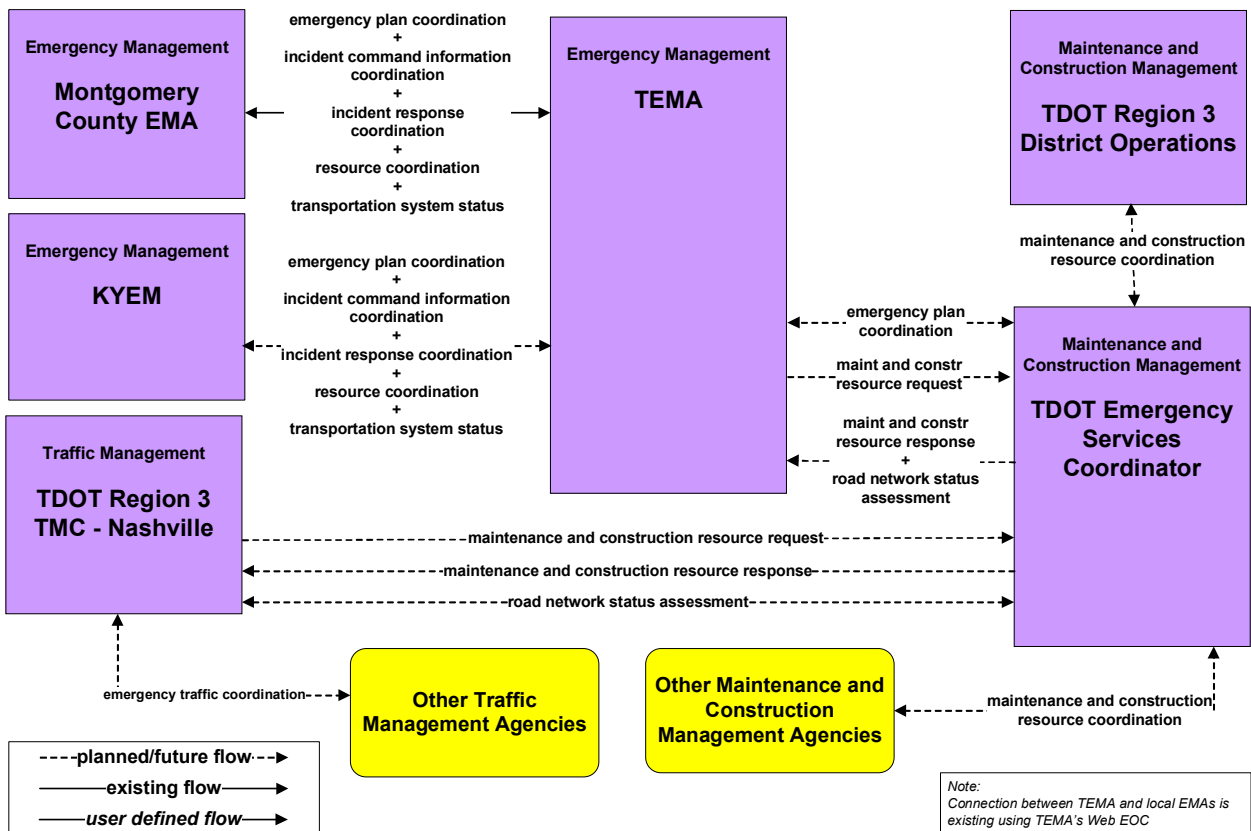 Emergency Management
Montgomery
County EMA
emergency plan coordination
+
incident command information
coordination
+
incident response
coordination
+
resource coordination
+
transportation system status
Emergency Management
TEMA
Maintenance and
Construction Management
TDOT Region 3
District Operations
maintenance and construction
resource coordination
Emergency Management
KYEM
emergency plan coordination
+
incident command information
coordination
+
incident response coordination
+
resource coordination
+
transportation system status
emergency plan
coordination
maint and constr
resource request
maint and constr
resource response
+
road network status
assessment
Maintenance and
Construction Management
TDOT Emergency
Services
Coordinator
Traffic Management
TDOT Region 3
TMC - Nashville
maintenance and construction resource request
maintenance and construction resource response
road network status assessment
emergency traffic coordination
Other Traffic
Management Agencies
Other Maintenance and
Construction
Management Agencies
maintenance and construction
resource coordination
planned/future flow
existing flow
user defined flow
Note:
Connection between TEMA and local EMAs is
existing using TEMA's Web EOC